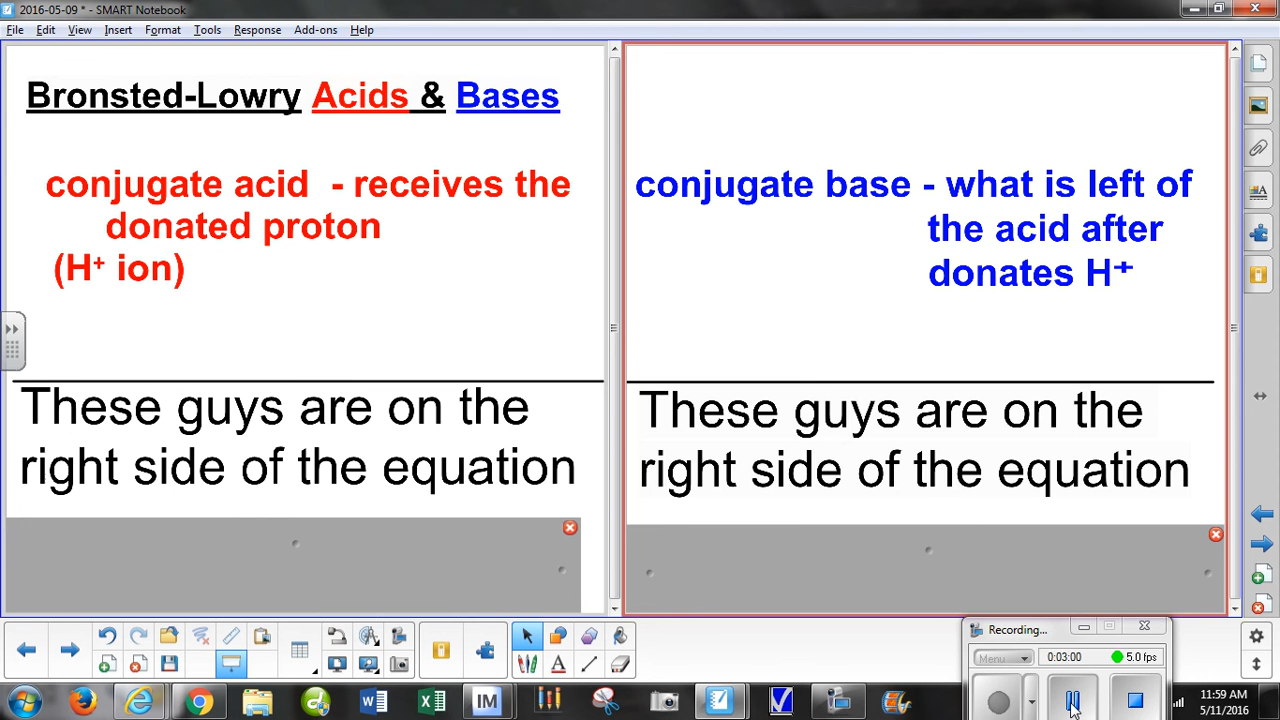 2016-05-09 * - SMART Notebook
File Edit View Insert Format Tools Response Add-ons Help
Bronsted-Lowry Acids & Bases
conjugate acid - receives the
donated proton
(H⁺ ion)
These guys are on the
right side of the equation
conjugate base - what is left of
the acid after
donates H⁺
These guys are on the
right side of the equation
Recording...
Menu 0:03:00 5.0 fps
IM
11:59 AM
5/11/2016